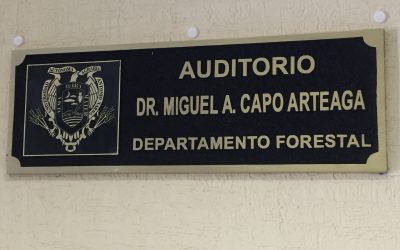 AUDITORIO
DR. MIGUEL A. CAPO ARTEAGA
DEPARTAMENTO FORESTAL